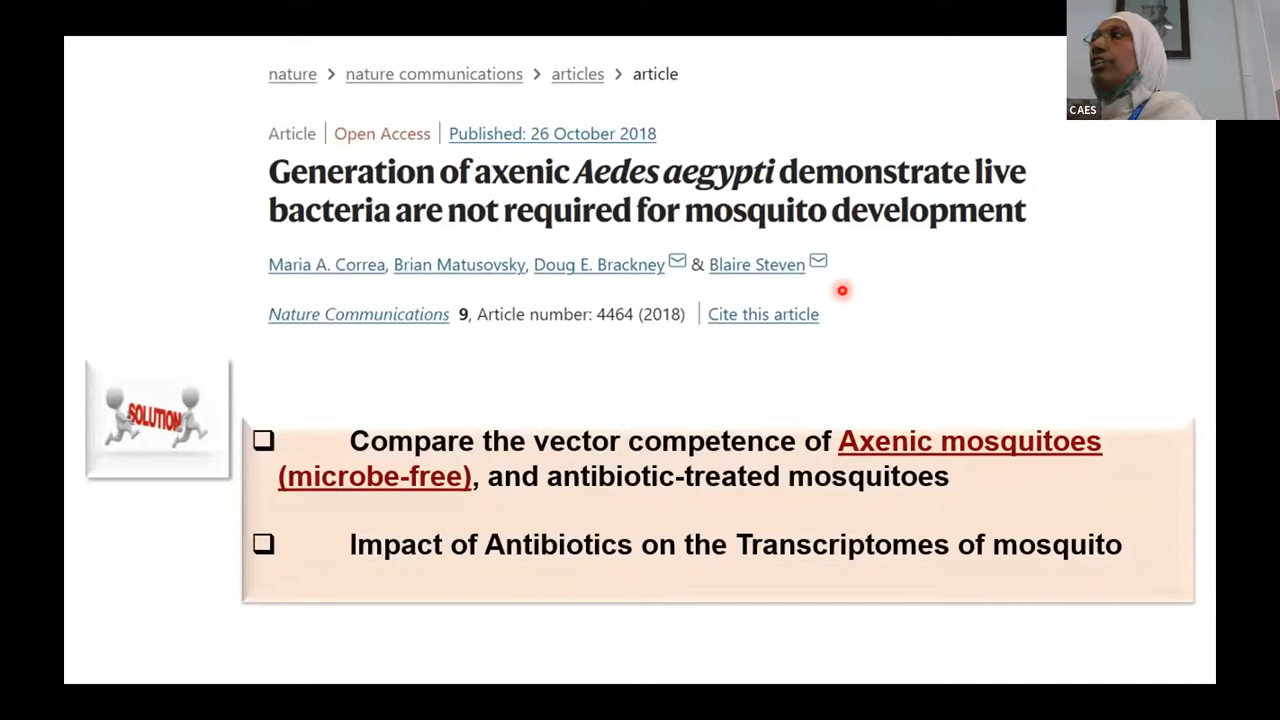 nature > nature communications > articles > article
CAES
Article | Open Access | Published: 26 October 2018
Generation of axenic Aedes aegypti demonstrate live
bacteria are not required for mosquito development
Maria A. Correa, Brian Matusovsky, Doug E. Brackney & Blaire Steven
Nature Communications 9, Article number: 4464 (2018) | Cite this article
SOLUTION
❑ Compare the vector competence of Axenic mosquitoes
(microbe-free), and antibiotic-treated mosquitoes
❑ Impact of Antibiotics on the Transcriptomes of mosquito